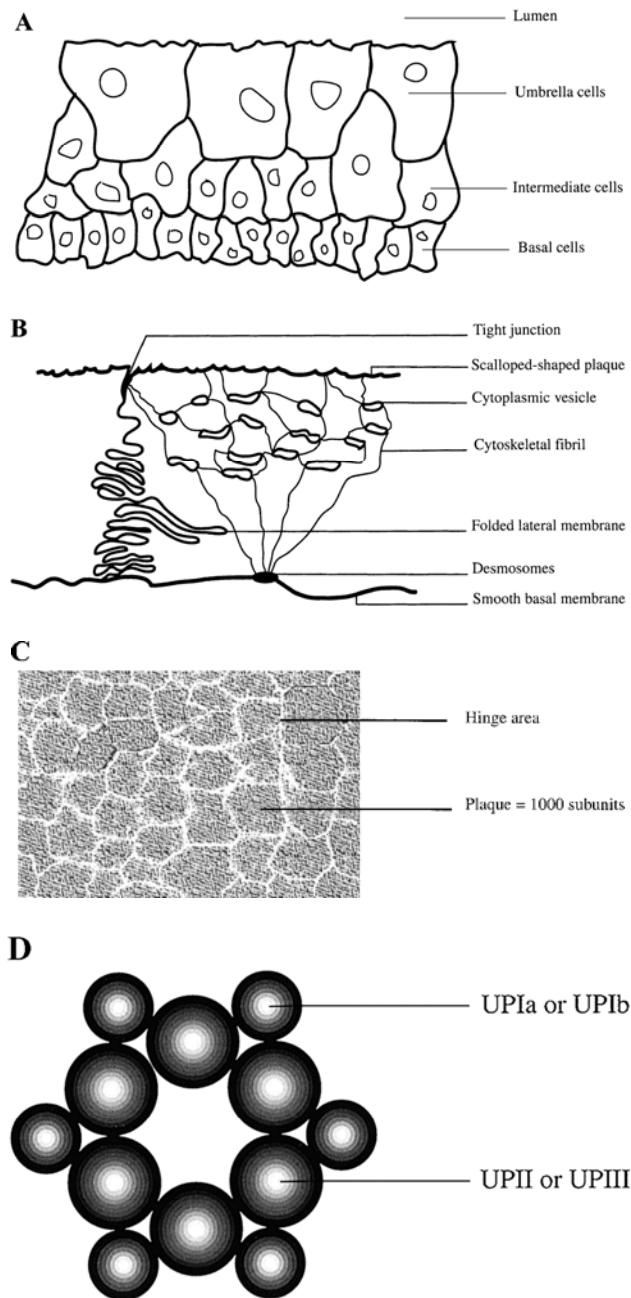 A
Lumen
Umbrella cells
Intermediate cells
Basal cells
B
Tight junction
Scalloped-shaped plaque
Cytoplasmic vesicle
Cytoskeletal fibril
Folded lateral membrane
Desmosomes
Smooth basal membrane
C
Hinge area
Plaque = 1000 subunits
D
UPIa or UPIb
UPII or UPIII